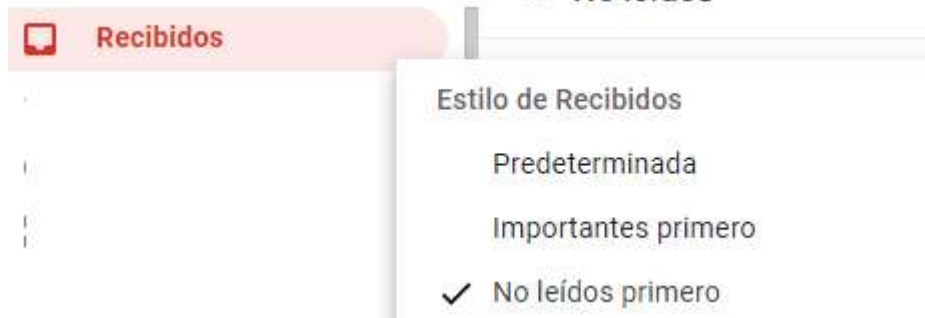 Recibidos
Estilo de Recibidos
Predeterminada
Importantes primero
No leídos primero